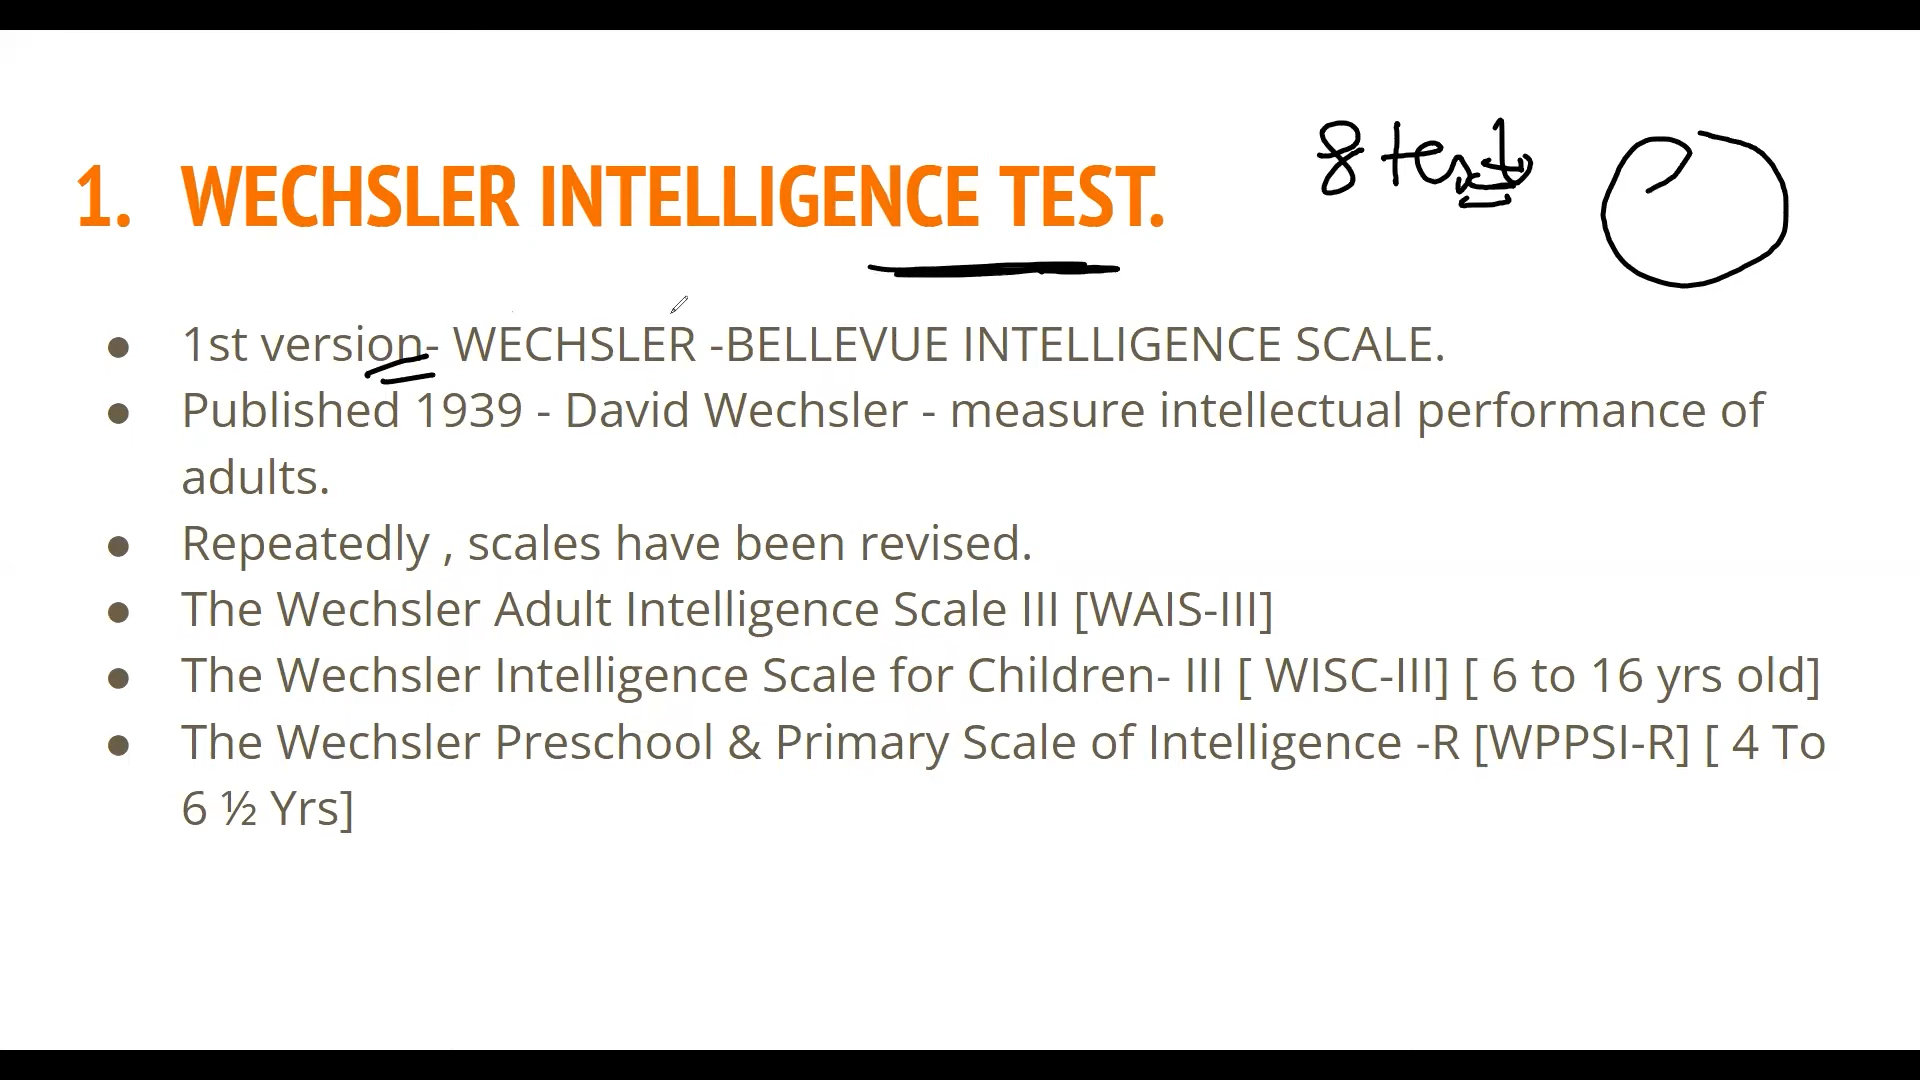 1. WECHSLER INTELLIGENCE TEST.
8 test
● 1st version- WECHSLER -BELLEVUE INTELLIGENCE SCALE.
● Published 1939 - David Wechsler - measure intellectual performance of
adults.
● Repeatedly , scales have been revised.
● The Wechsler Adult Intelligence Scale III [WAIS-III]
● The Wechsler Intelligence Scale for Children- III [ WISC-III] [ 6 to 16 yrs old]
● The Wechsler Preschool & Primary Scale of Intelligence -R [WPPSI-R] [ 4 To
6 ½ Yrs]